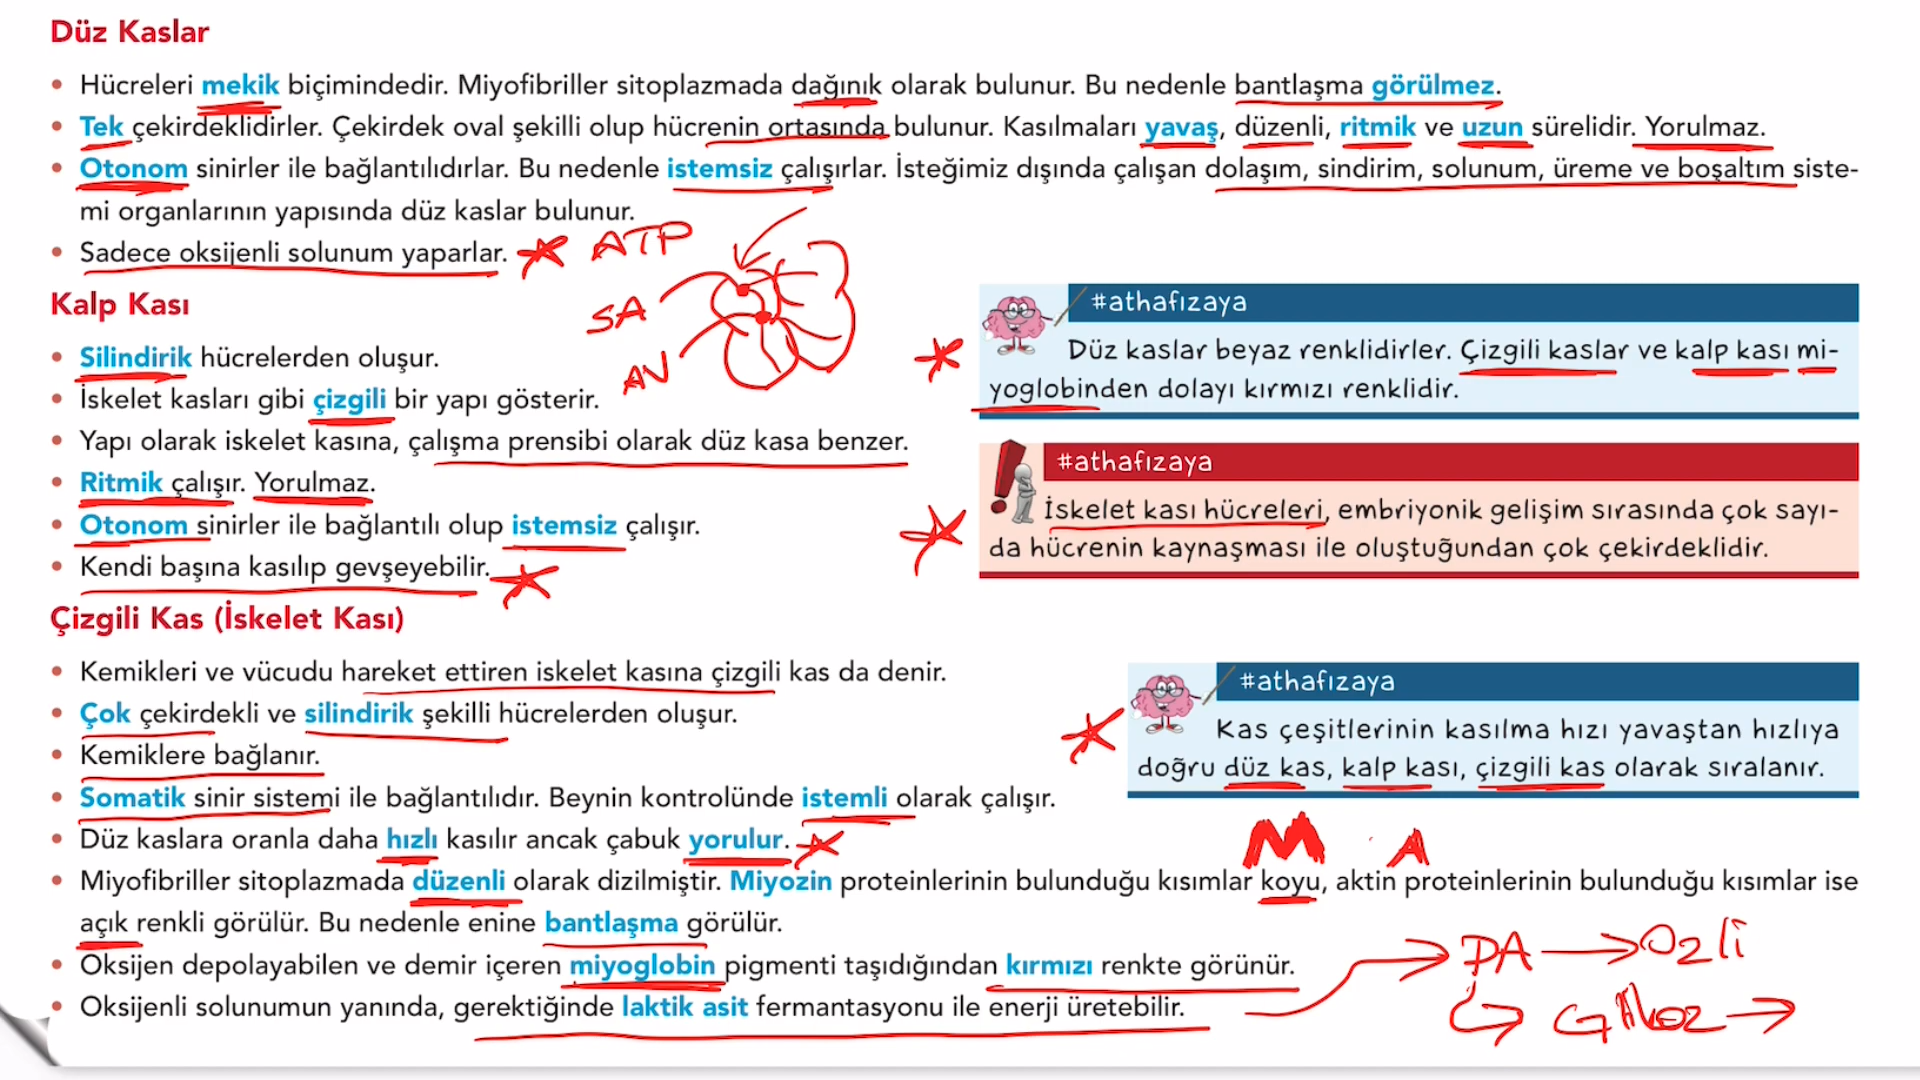 Düz Kaslar
• Hücreleri mekik biçimindedir. Miyofibriller sitoplazmada dağınık olarak bulunur. Bu nedenle bantlaşma görülmez.
• Tek çekirdeklidirler. Çekirdek oval şekilli olup hücrenin ortasında bulunur. Kasılmaları yavaş, düzenli, ritmik ve uzun sürelidir. Yorulmaz.
• Otonom sinirler ile bağlantılıdırlar. Bu nedenle istemsiz çalışırlar. İsteğimiz dışında çalışan dolaşım, sindirim, solunum, üreme ve boşaltım siste-
mi organlarının yapısında düz kaslar bulunur.
• Sadece oksijenli solunum yaparlar.
ATP
SA
AV
Kalp Kası
• Silindirik hücrelerden oluşur.
• İskelet kasları gibi çizgili bir yapı gösterir.
• Yapı olarak iskelet kasına, çalışma prensibi olarak düz kasa benzer.
• Ritmik çalışır. Yorulmaz.
• Otonom sinirler ile bağlantılı olup istemsiz çalışır.
• Kendi başına kasılıp gevşeyebilir.
#athafızaya
Düz kaslar beyaz renklidirler. Çizgili kaslar ve kalp kası mi-
yoglobinden dolayı kırmızı renklidir.
#athafızaya
İskelet kası hücreleri, embriyonik gelişim sırasında çok sayı-
da hücrenin kaynaşması ile oluştuğundan çok çekirdeklidir.
Çizgili Kas (İskelet Kası)
• Kemikleri ve vücudu hareket ettiren iskelet kasına çizgili kas da denir.
• Çok çekirdekli ve silindirik şekilli hücrelerden oluşur.
• Kemiklere bağlanır.
• Somatik sinir sistemi ile bağlantılıdır. Beynin kontrolünde istemli olarak çalışır.
• Düz kaslara oranla daha hızlı kasılır ancak çabuk yorulur.
#athafızaya
Kas çeşitlerinin kasılma hızı yavaştan hızlıya
doğru düz kas, kalp kası, çizgili kas olarak sıralanır.
M A
• Miyofibriller sitoplazmada düzenli olarak dizilmiştir. Miyozin proteinlerinin bulunduğu kısımlar koyu, aktin proteinlerinin bulunduğu kısımlar ise
açık renkli görülür. Bu nedenle enine bantlaşma görülür.
• Oksijen depolayabilen ve demir içeren miyoglobin pigmenti taşıdığından kırmızı renkte görünür.
• Oksijenli solunumun yanında, gerektiğinde laktik asit fermantasyonu ile enerji üretebilir.